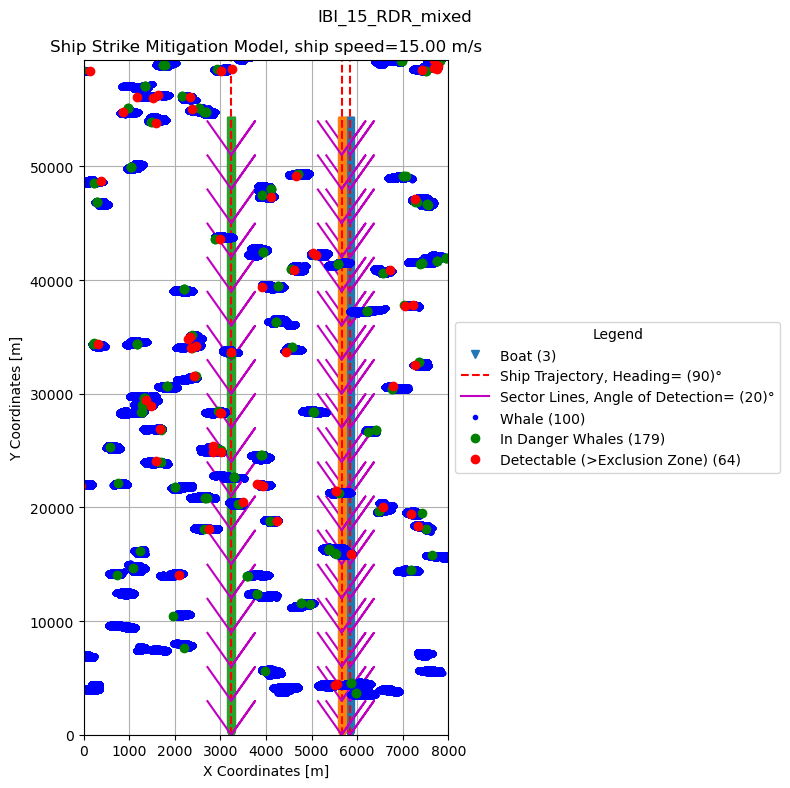 IBI_15_RDR_mixed
Ship Strike Mitigation Model, ship speed=15.00 m/s
50000
40000
30000
20000
10000
0
Y Coordinates [m]
0 1000 2000 3000 4000 5000 6000 7000 8000
X Coordinates [m]
Legend
Boat (3)
Ship Trajectory, Heading= (90)°
Sector Lines, Angle of Detection= (20)°
Whale (100)
In Danger Whales (179)
Detectable (>Exclusion Zone) (64)